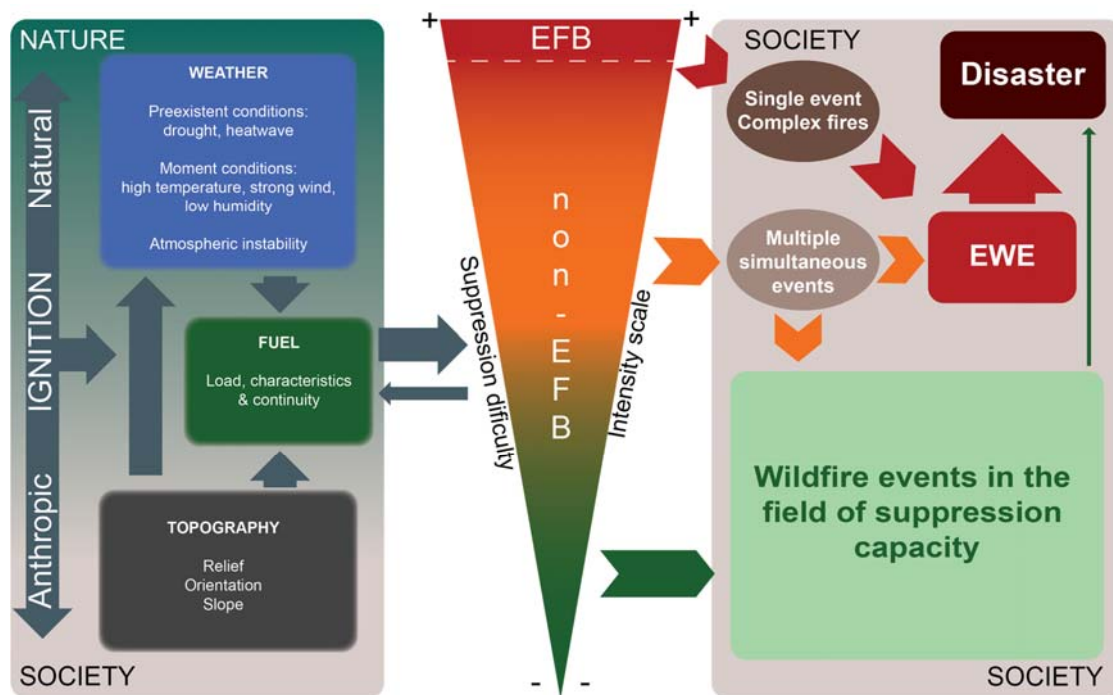 NATURE
Natural
IGNITION
Anthropic
WEATHER
Preexistent conditions:
drought, heatwave
Moment conditions:
high temperature, strong wind,
low humidity
Atmospheric instability
FUEL
Load, characteristics
& continuity
TOPOGRAPHY
Relief
Orientation
Slope
SOCIETY
+ +
EFB
non-EFB
Suppression dificulty
Intensity scale
- -
SOCIETY
Single event
Complex fires
Disaster
Multiple
simultaneous
events
EWE
Wildfire events in the
field of suppression
capacity
SOCIETY